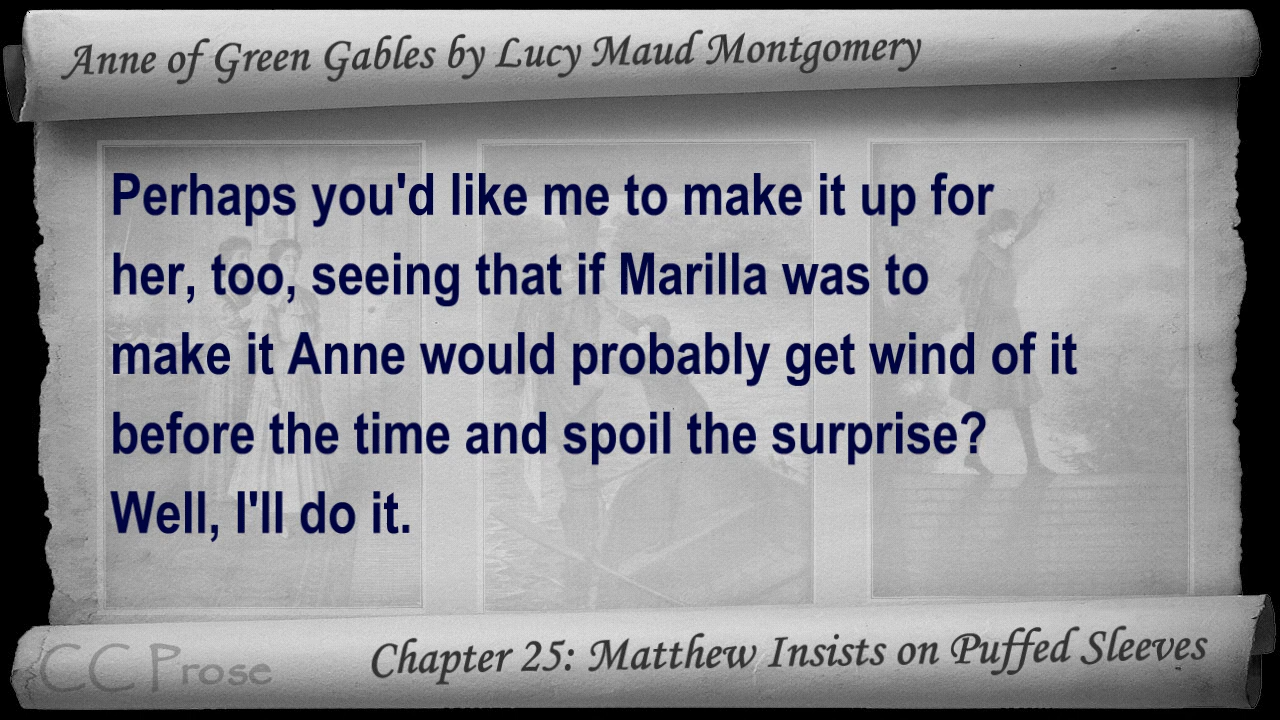 Anne of Green Gables by Lucy Maud Montgomery
Perhaps you'd like me to make it up for
her, too, seeing that if Marilla was to
make it Anne would probably get wind of it
before the time and spoil the surprise?
Well, I'll do it.
CC Prose
Chapter 25: Matthew Insists on Puffed Sleeves